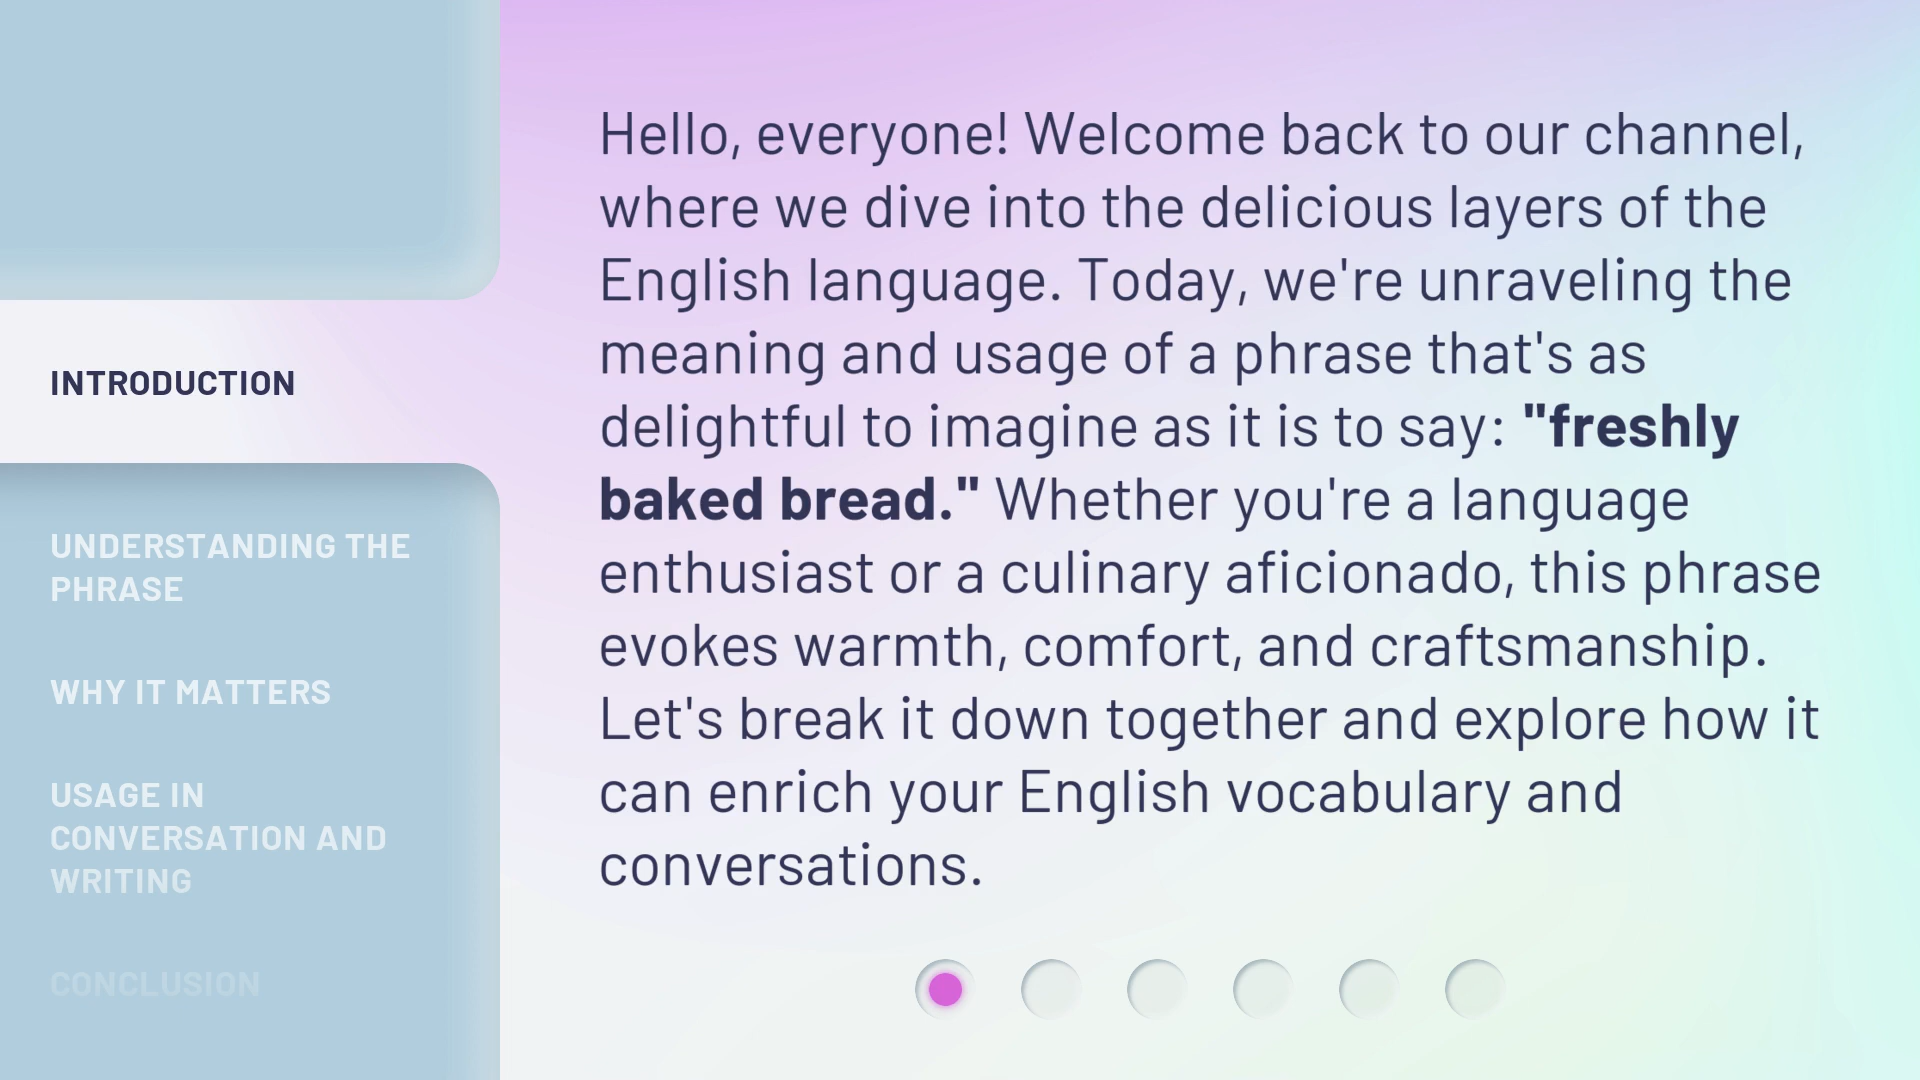 INTRODUCTION
UNDERSTANDING THE
PHRASE
WHY IT MATTERS
USAGE IN
CONVERSATION AND
WRITING
CONCLUSION
Hello, everyone! Welcome back to our channel,
where we dive into the delicious layers of the
English language. Today, we're unraveling the
meaning and usage of a phrase that's as
delightful to imagine as it is to say: "freshly
baked bread." Whether you're a language
enthusiast or a culinary aficionado, this phrase
evokes warmth, comfort, and craftsmanship.
Let's break it down together and explore how it
can enrich your English vocabulary and
conversations.